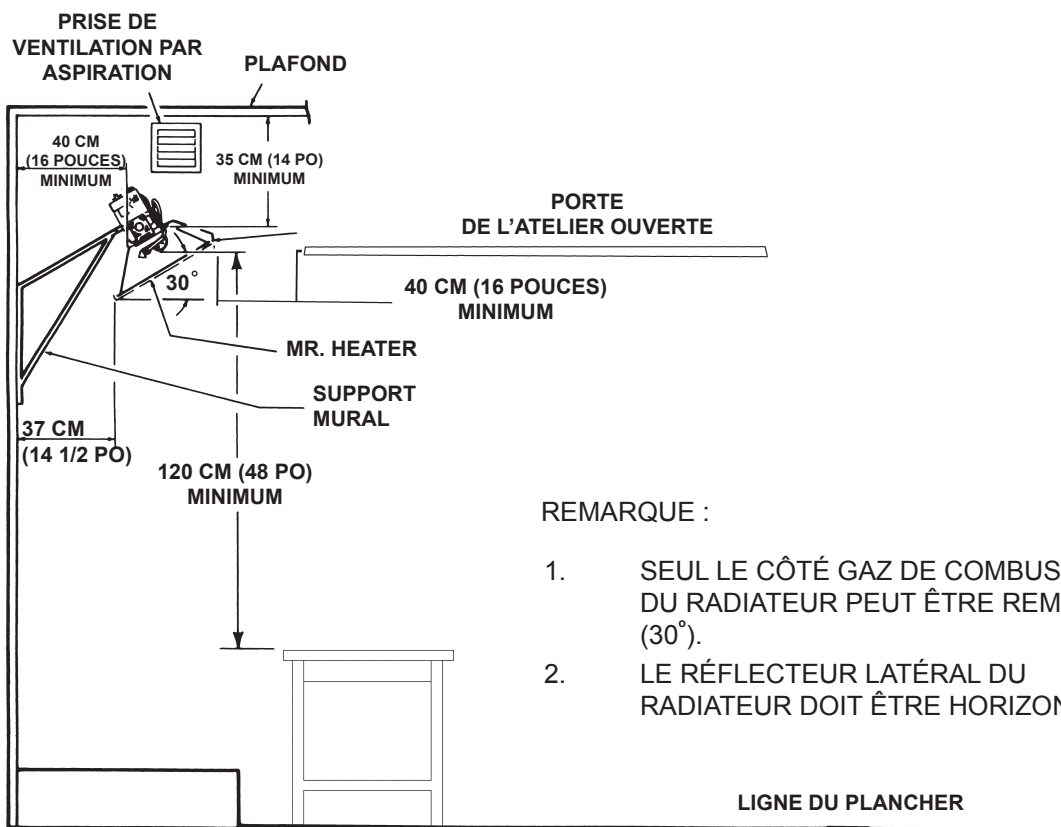 PRISE DE
VENTILATION PAR
ASPIRATION
PLAFOND
40 CM
(16 POUCES)
MINIMUM
35 CM (14 PO)
MINIMUM
PORTE
DE L'ATELIER OUVERTE
30°
40 CM (16 POUCES)
MINIMUM
MR. HEATER
SUPPORT
MURAL
37 CM
(14 1/2 PO)
120 CM (48 PO)
MINIMUM
REMARQUE :
1. SEUL LE CÔTÉ GAZ DE COMBUS
DU RADIATEUR PEUT ÊTRE REM
(30°).
2. LE RÉFLECTEUR LATÉRAL DU
RADIATEUR DOIT ÊTRE HORIZON
LIGNE DU PLANCHER